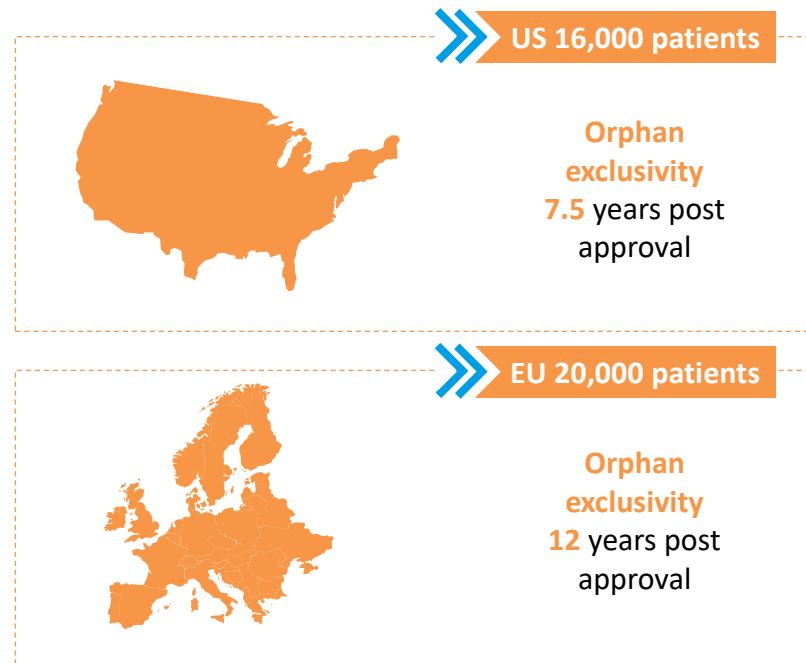 US 16,000 patients
Orphan
exclusivity
7.5 years post
approval
EU 20,000 patients
Orphan
exclusivity
12 years post
approval